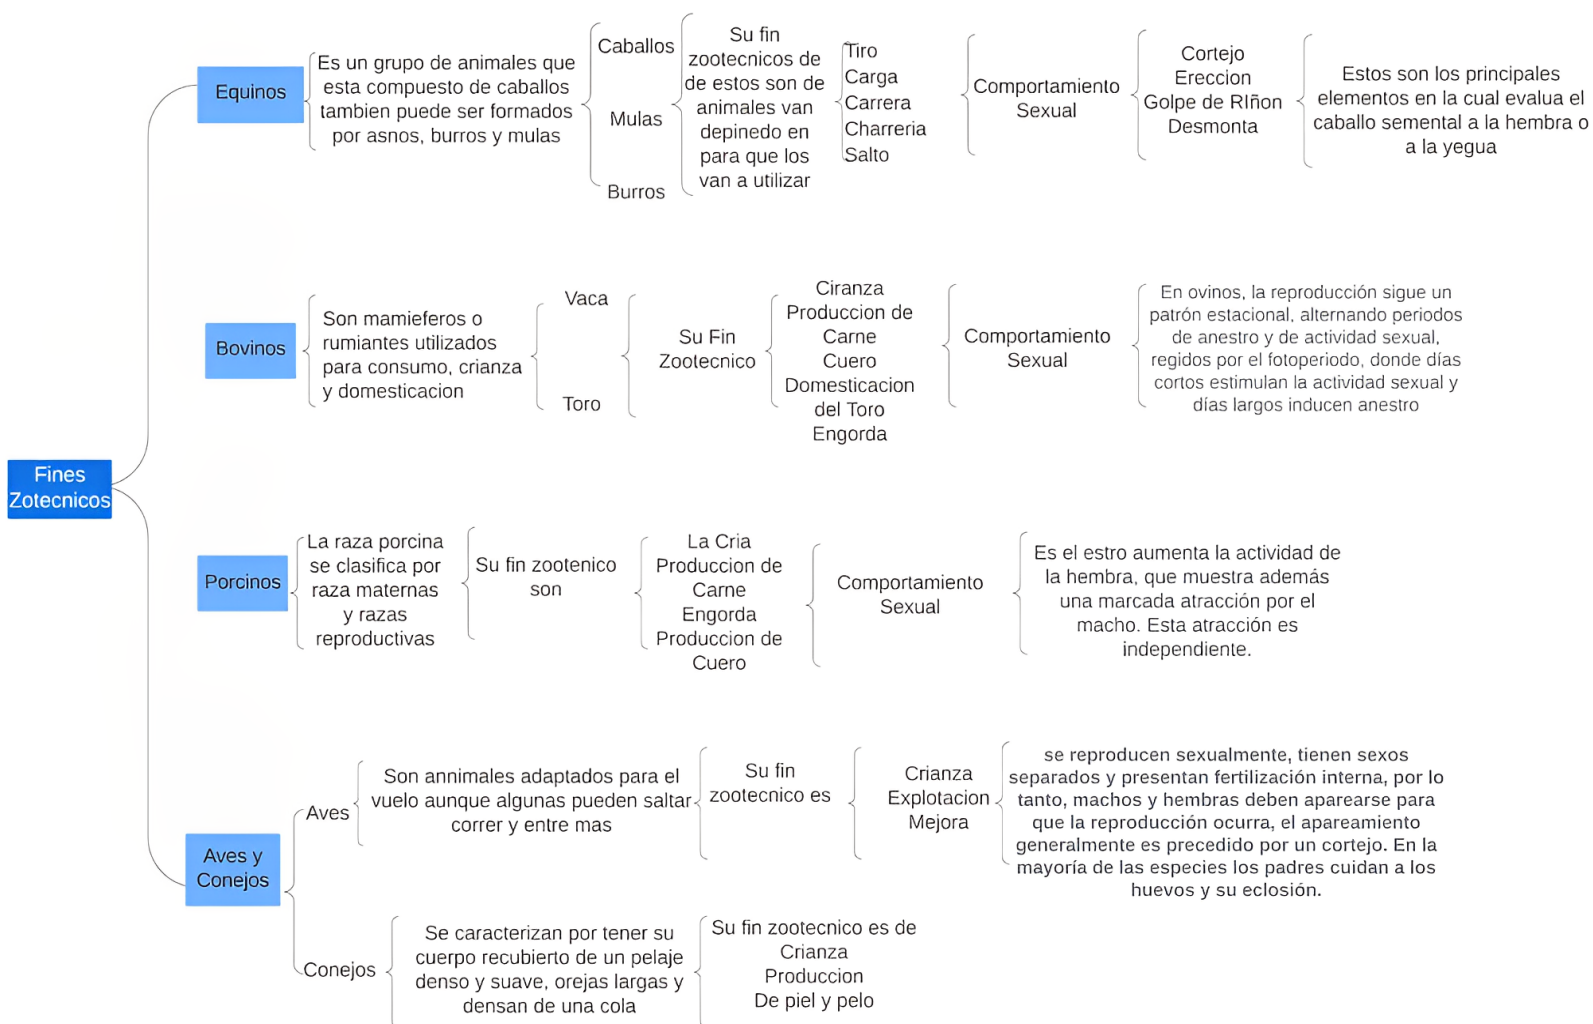 Fines
Zotecnicos
Equinos
Es un grupo de animales que
esta compuesto de caballos
tambien puede ser formados
por asnos, burros y mulas
Caballos
Mulas
Burros
Su fin
zootecnicos de
de estos son de
animales van
depinedo en
para que los
van a utilizar
Tiro
Carga
Carrera
Charreria
Salto
Comportamiento
Sexual
Cortejo
Ereccion
Golpe de RIñon
Desmonta
Estos son los principales
elementos en la cual evalua el
caballo semental a la hembra o
a la yegua
Bovinos
Son mamieferos o
rumiantes utilizados
para consumo, crianza
y domesticacion
Vaca
Toro
Su Fin
Zootecnico
Ciranza
Produccion de
Carne
Cuero
Domesticacion
del Toro
Engorda
Comportamiento
Sexual
En ovinos, la reproducción sigue un
patrón estacional, alternando periodos
de anestro y de actividad sexual,
regidos por el fotoperiodo, donde días
cortos estimulan la actividad sexual y
días largos inducen anestro
Porcinos
La raza porcina
se clasifica por
raza maternas
y razas
reproductivas
Su fin zootenico
son
La Cria
Produccion de
Carne
Engorda
Produccion de
Cuero
Comportamiento
Sexual
Es el estro aumenta la actividad de
la hembra, que muestra además
una marcada atracción por el
macho. Esta atracción es
independiente.
Aves y
Conejos
Aves
Son annimales adaptados para el
vuelo aunque algunas pueden saltar
correr y entre mas
Su fin
zootecnico es
Crianza
Explotacion
Mejora
se reproducen sexualmente, tienen sexos
separados y presentan fertilización interna, por lo
tanto, machos y hembras deben aparearse para
que la reproducción ocurra, el apareamiento
generalmente es precedido por un cortejo. En la
mayoría de las especies los padres cuidan a los
huevos y su eclosión.
Conejos
Se caracterizan por tener su
cuerpo recubierto de un pelaje
denso y suave, orejas largas y
densan de una cola
Su fin zootecnico es de
Crianza
Produccion
De piel y pelo